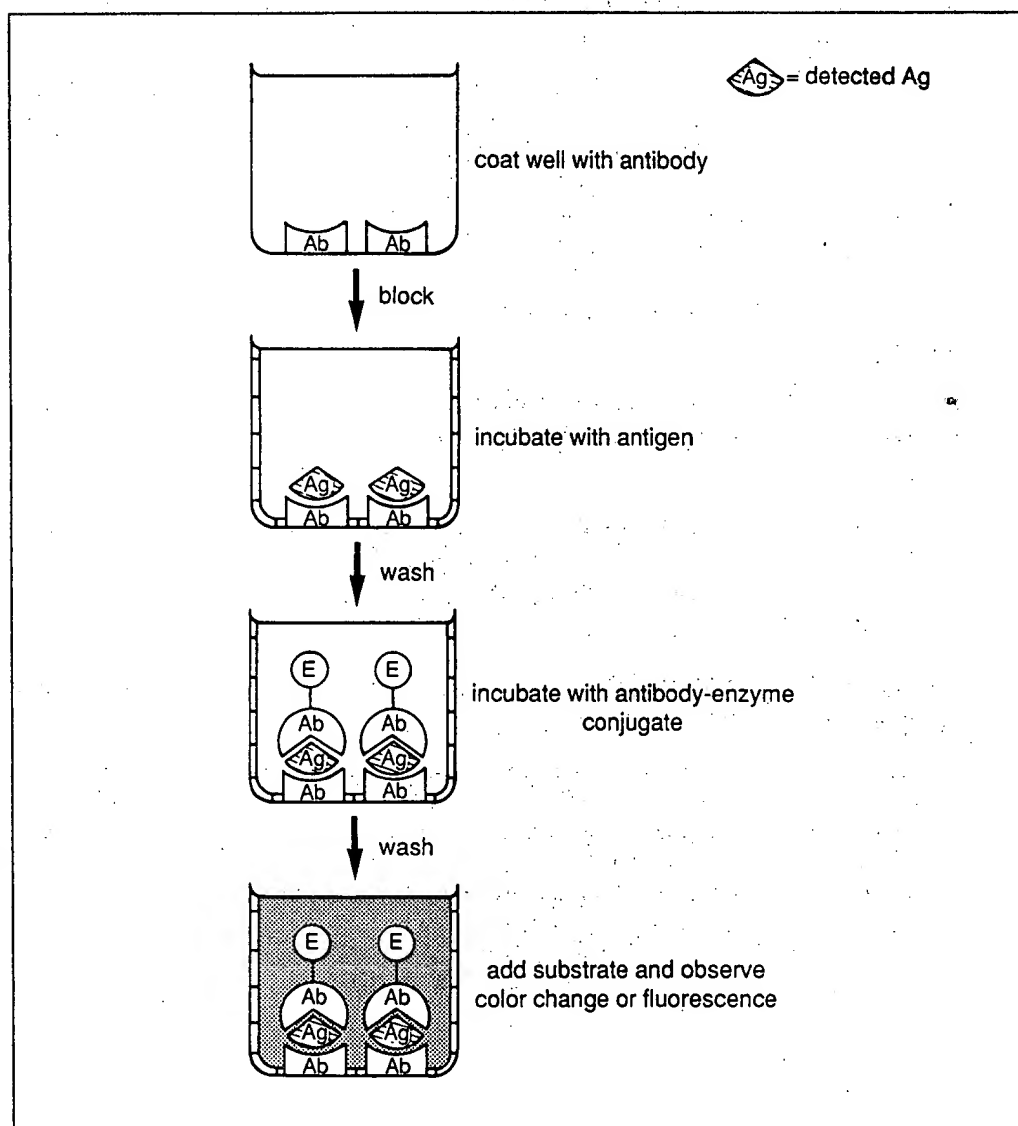 Ag = detected Ag
coat well with antibody
Ab Ab
block
incubate with antigen
Ag Ag
Ab Ab
wash
E E
incubate with antibody-enzyme
conjugate
Ab Ab
Ag Ag
Ab Ab
wash
E E
add substrate and observe
color change or fluorescence
Ab Ab
Ag Ag
Ab Ab